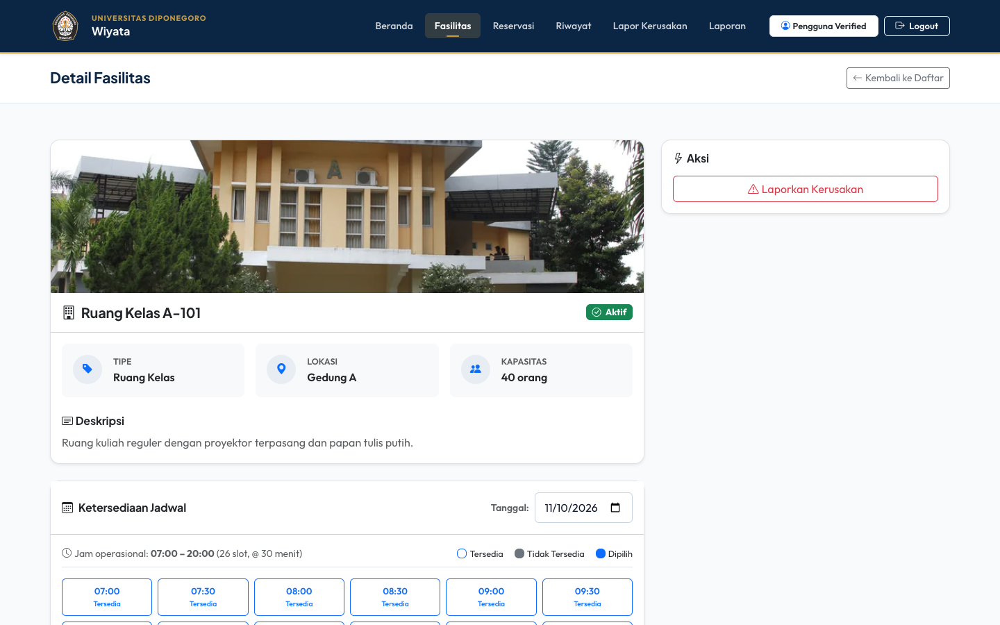 UNIVERSITAS DIPONEGORO
Wiyata
Beranda
Fasilitas
Reservasi
Riwayat
Lapor Kerusakan
Laporan
Pengguna Verified
Logout
Detail Fasilitas
Kembali ke Daftar
A
Ruang Kelas A-101
Aktif
TIPE
Ruang Kelas
LOKASI
Gedung A
KAPASITAS
40 orang
Deskripsi
Ruang kuliah reguler dengan proyektor terpasang dan papan tulis putih.
Aksi
Laporkan Kerusakan
Ketersediaan Jadwal
Tanggal:
11/10/2026
Jam operasional: 07:00 – 20:00 (26 slot, @ 30 menit)
Tersedia
Tidak Tersedia
Dipilih
07:00
Tersedia
07:30
Tersedia
08:00
Tersedia
08:30
Tersedia
09:00
Tersedia
09:30
Tersedia